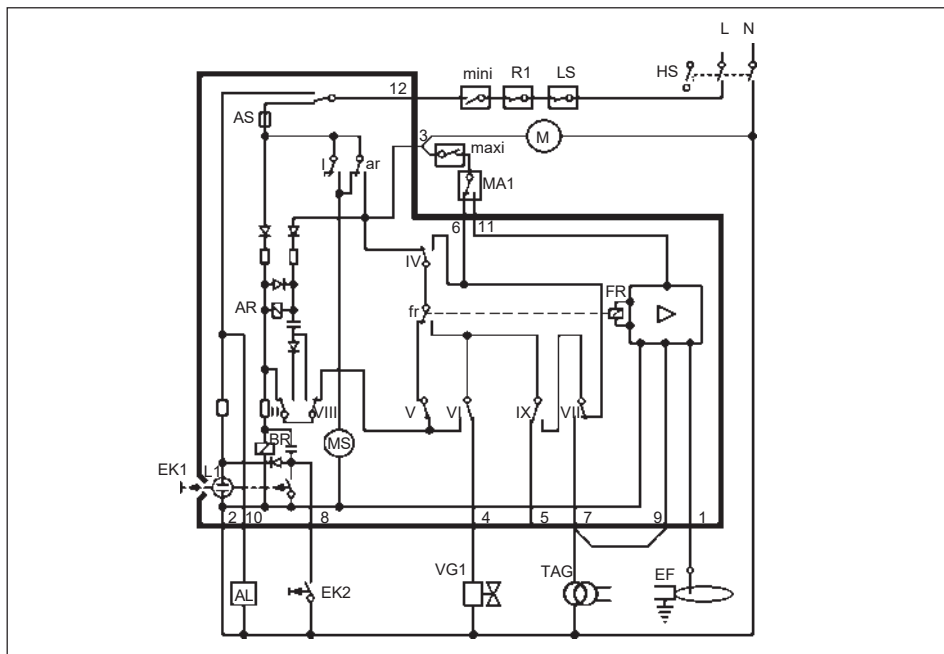 L N
HS
mini R1 LS
12
AS
3
M
maxi
I
ar
MA1
6 11
IV
FR
fr
AR
III
VIII
V
VI
IX
VII
BR
MS
EK1
L1
2 10 8 4 5 7 9 1
VG1
TAG
EF
AL
EK2